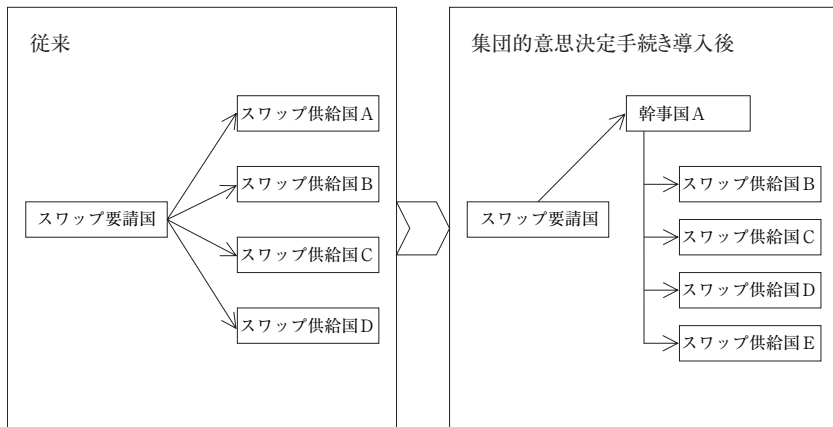 従来
スワップ供給国A
スワップ供給国B
スワップ要請国
スワップ供給国C
スワップ供給国D
集団的意思決定手続き導入後
幹事国A
スワップ供給国B
スワップ要請国
スワップ供給国C
スワップ供給国D
スワップ供給国E